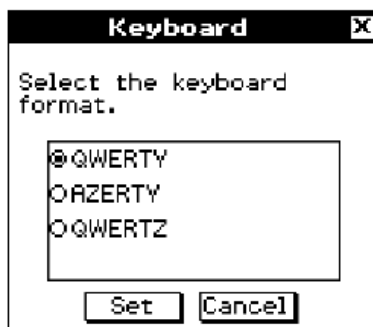 Keyboard
Select the keyboard
format.
QWERTY
AZERTY
QWERTZ
Set Cancel